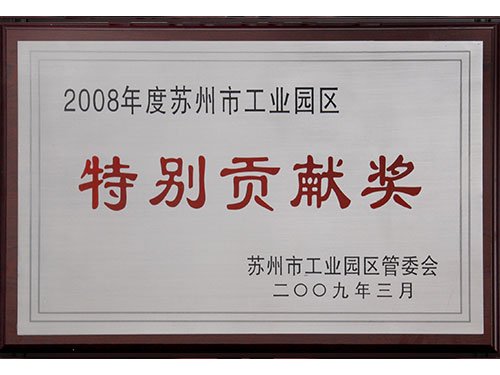 2008年度苏州市工业园区
特别贡献奖
苏州市工业园区管委会
二〇〇九年三月